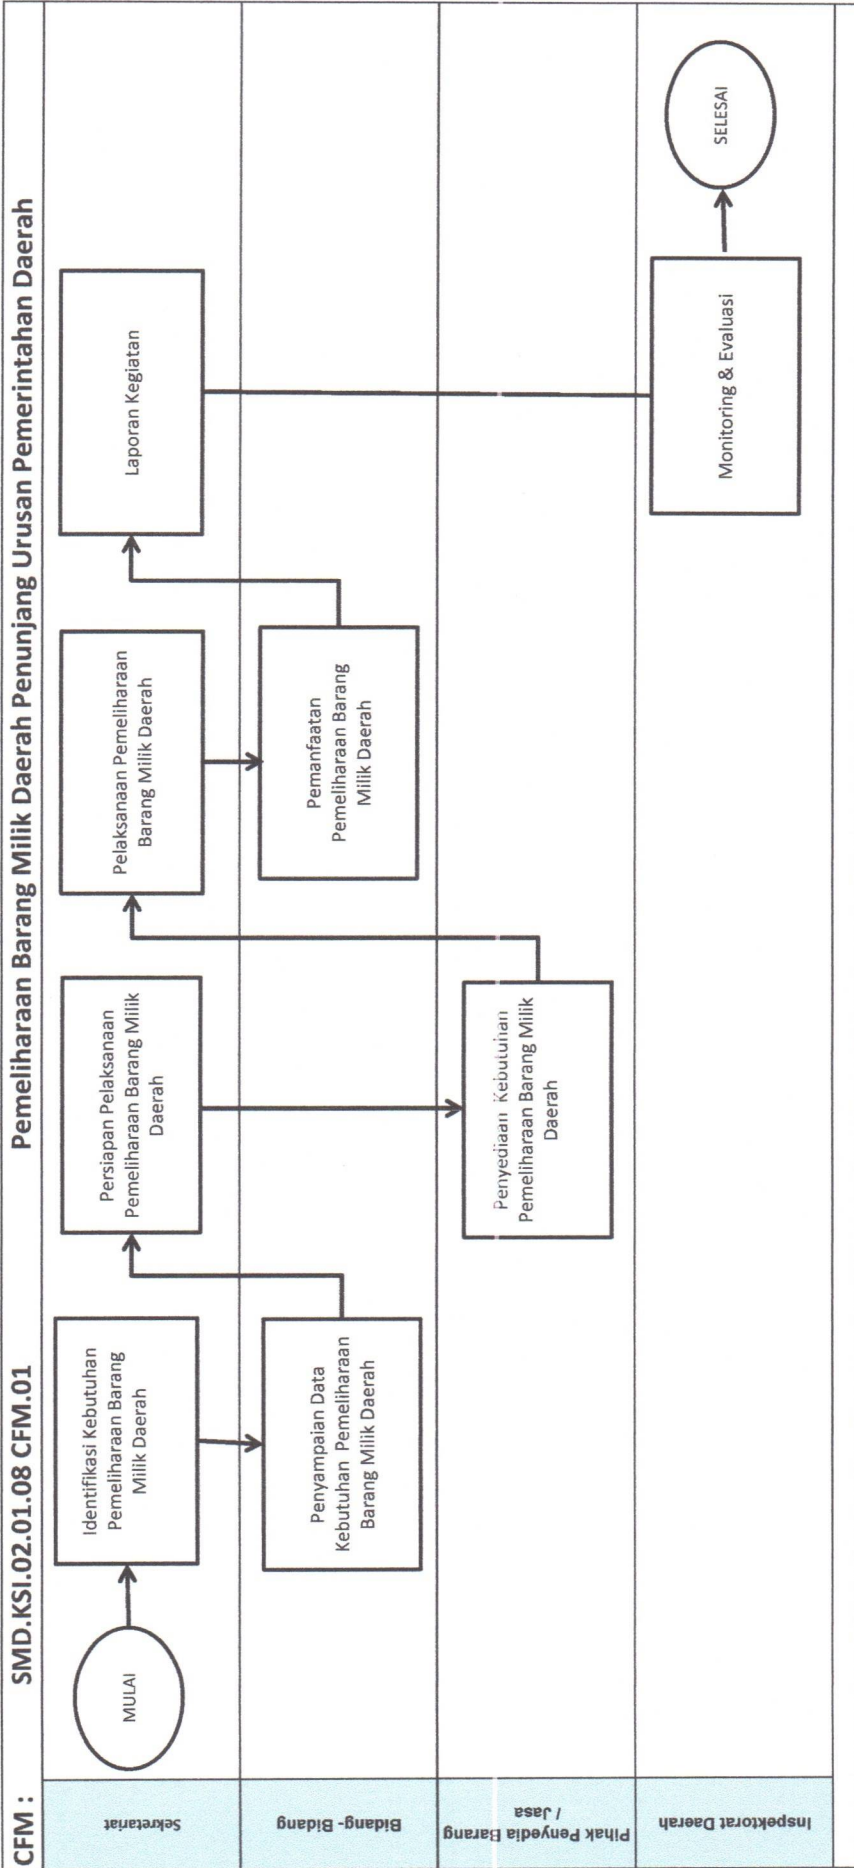 CFM :
SMD.KSI.02.01.08 CFM.01
Pemeliharaan Barang Milik Daerah Penunjang Urusan Pemerintahan Daerah
Sekretariat
MULAI
Identifikasi Kebutuhan
Pemeliharaan Barang
Milik Daerah
Persiapan Pelaksanaan
Pemeliharaan Barang Milik
Daerah
Pelaksanaan Pemeliharaan
Barang Milik Daerah
Laporan Kegiatan
Bidang -Bidang
Penyampaian Data
Kebutuhan Pemeliharaan
Barang Milik Daerah
Pemanfaatan
Pemeliharaan Barang
Milik Daerah
Pihak Penyedia Barang
/ Jasa
Penyediaan Kebutuhan
Pemeliharaan Barang Milik
Daerah
Inspektorat Daerah
Monitoring & Evaluasi
SELESAI